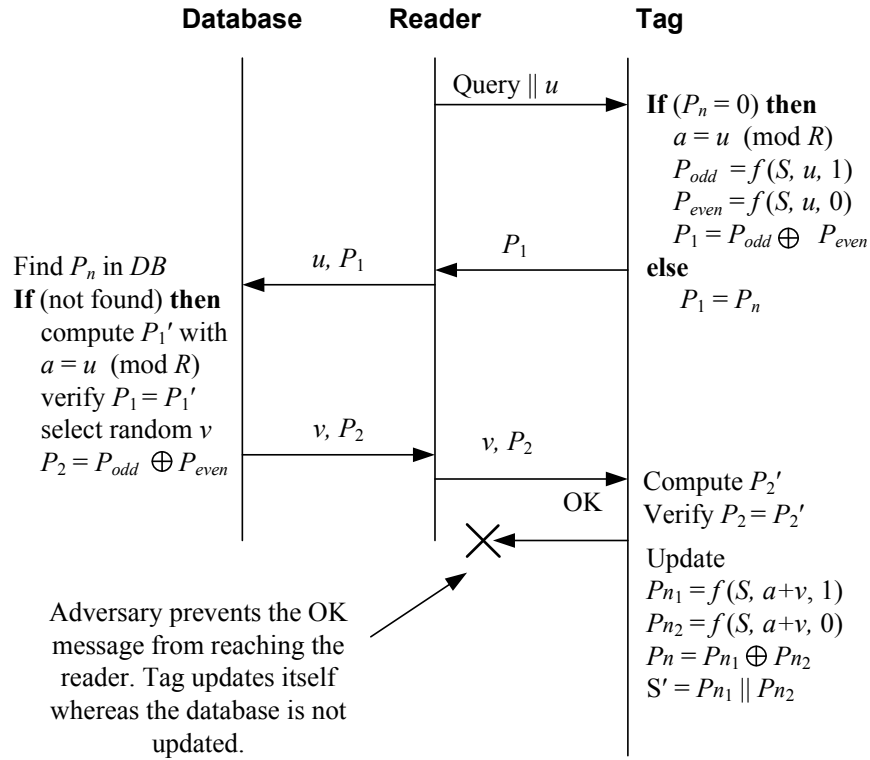 Database Reader Tag
Query || u
If (Pn = 0) then
a = u (mod R)
Podd = f (S, u, 1)
Peven = f (S, u, 0)
P1 = Podd ⊕ Peven
else
P1 = Pn
P1
u, P1
Find Pn in DB
If (not found) then
compute P1′ with
a = u (mod R)
verify P1 = P1′
select random v
P2 = Podd ⊕ Peven
v, P2
v, P2
Compute P2′
Verify P2 = P2′
OK
Update
Pn1 = f (S, a+v, 1)
Pn2 = f (S, a+v, 0)
Pn = Pn1 ⊕ Pn2
S′ = Pn1 || Pn2
Adversary prevents the OK
message from reaching the
reader. Tag updates itself
whereas the database is not
updated.